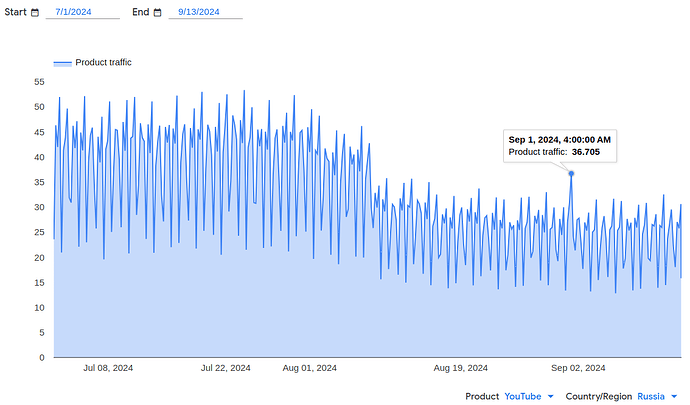 Start 7/1/2024 End 9/13/2024
Product traffic
55
50
45
40
35
30
25
20
15
10
5
0
Sep 1, 2024, 4:00:00 AM
Product traffic: 36.705
Jul 08, 2024 Jul 22, 2024 Aug 01, 2024 Aug 19, 2024 Sep 02, 2024
Product YouTube Country/Region Russia